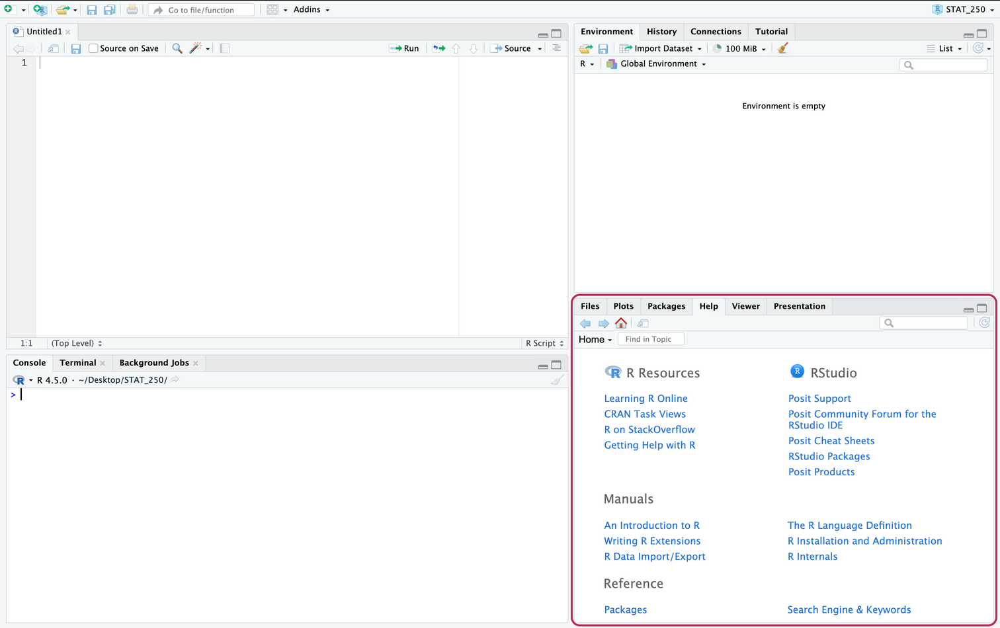 Go to file/function Addins STAT_250
Untitled1
Source on Save Run Source
1
1:1 (Top Level) R Script
Console Terminal Background Jobs
R 4.5.0 · ~/Desktop/STAT_250/
>
Environment History Connections Tutorial
Import Dataset 100 MiB List
R Global Environment
Environment is empty
Files Plots Packages Help Viewer Presentation
Home Find in Topic
R Resources
Learning R Online
CRAN Task Views
R on StackOverflow
Getting Help with R
RStudio
Posit Support
Posit Community Forum for the
RStudio IDE
Posit Cheat Sheets
RStudio Packages
Posit Products
Manuals
An Introduction to R
Writing R Extensions
R Data Import/Export
The R Language Definition
R Installation and Administration
R Internals
Reference
Packages
Search Engine & Keywords